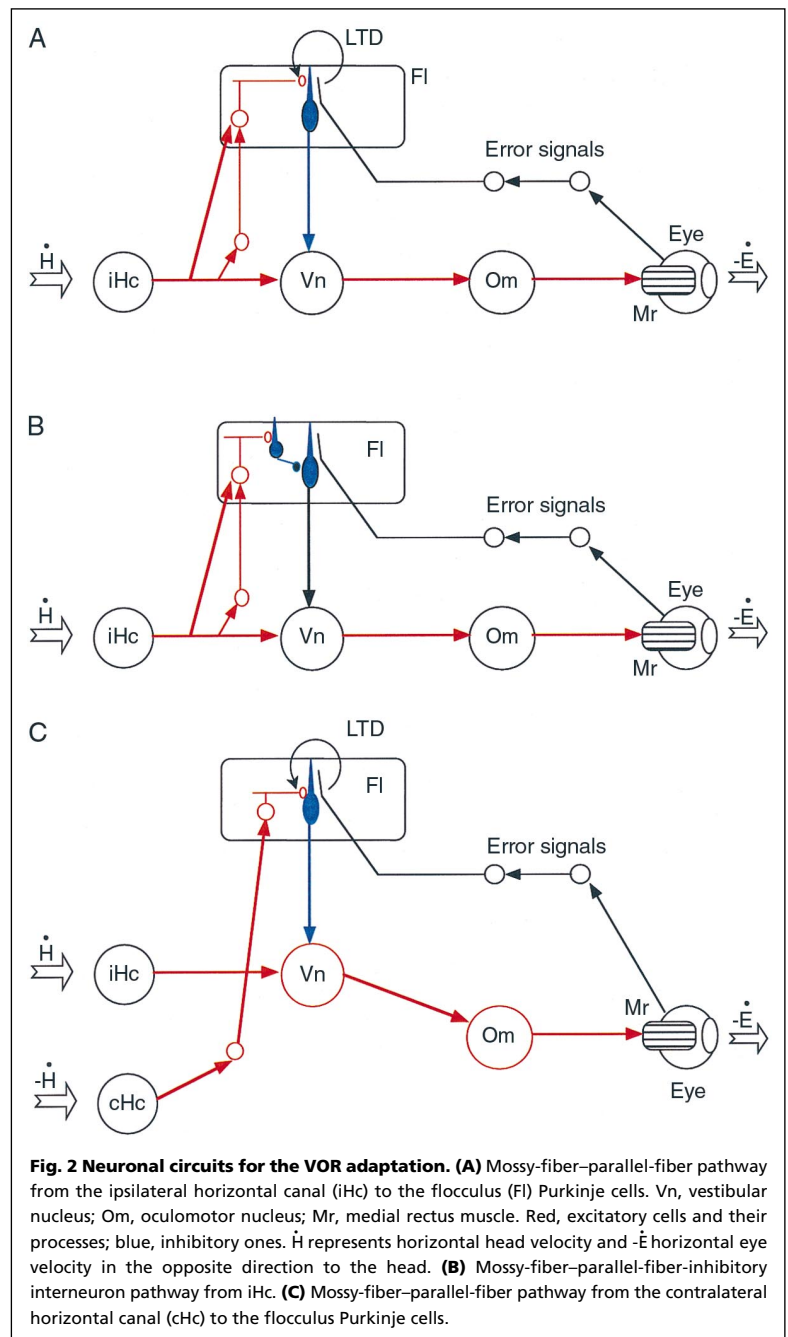 A
LTD
Fl
Error signals
Eye
Ḣ
iHc
Vn
Om
-Ė
Mr
B
Fl
Error signals
Eye
Ḣ
iHc
Vn
Om
-Ė
Mr
C
LTD
Fl
Error signals
Ḣ
iHc
Vn
Mr
-Ė
Om
-Ḣ
cHc
Eye
Fig. 2 Neuronal circuits for the VOR adaptation. (A) Mossy-fiber–parallel-fiber pathway
from the ipsilateral horizontal canal (iHc) to the flocculus (Fl) Purkinje cells. Vn, vestibular
nucleus; Om, oculomotor nucleus; Mr, medial rectus muscle. Red, excitatory cells and their
processes; blue, inhibitory ones. Ḣ represents horizontal head velocity and -Ė horizontal eye
velocity in the opposite direction to the head. (B) Mossy-fiber–parallel-fiber-inhibitory
interneuron pathway from iHc. (C) Mossy-fiber–parallel-fiber pathway from the contralateral
horizontal canal (cHc) to the flocculus Purkinje cells.